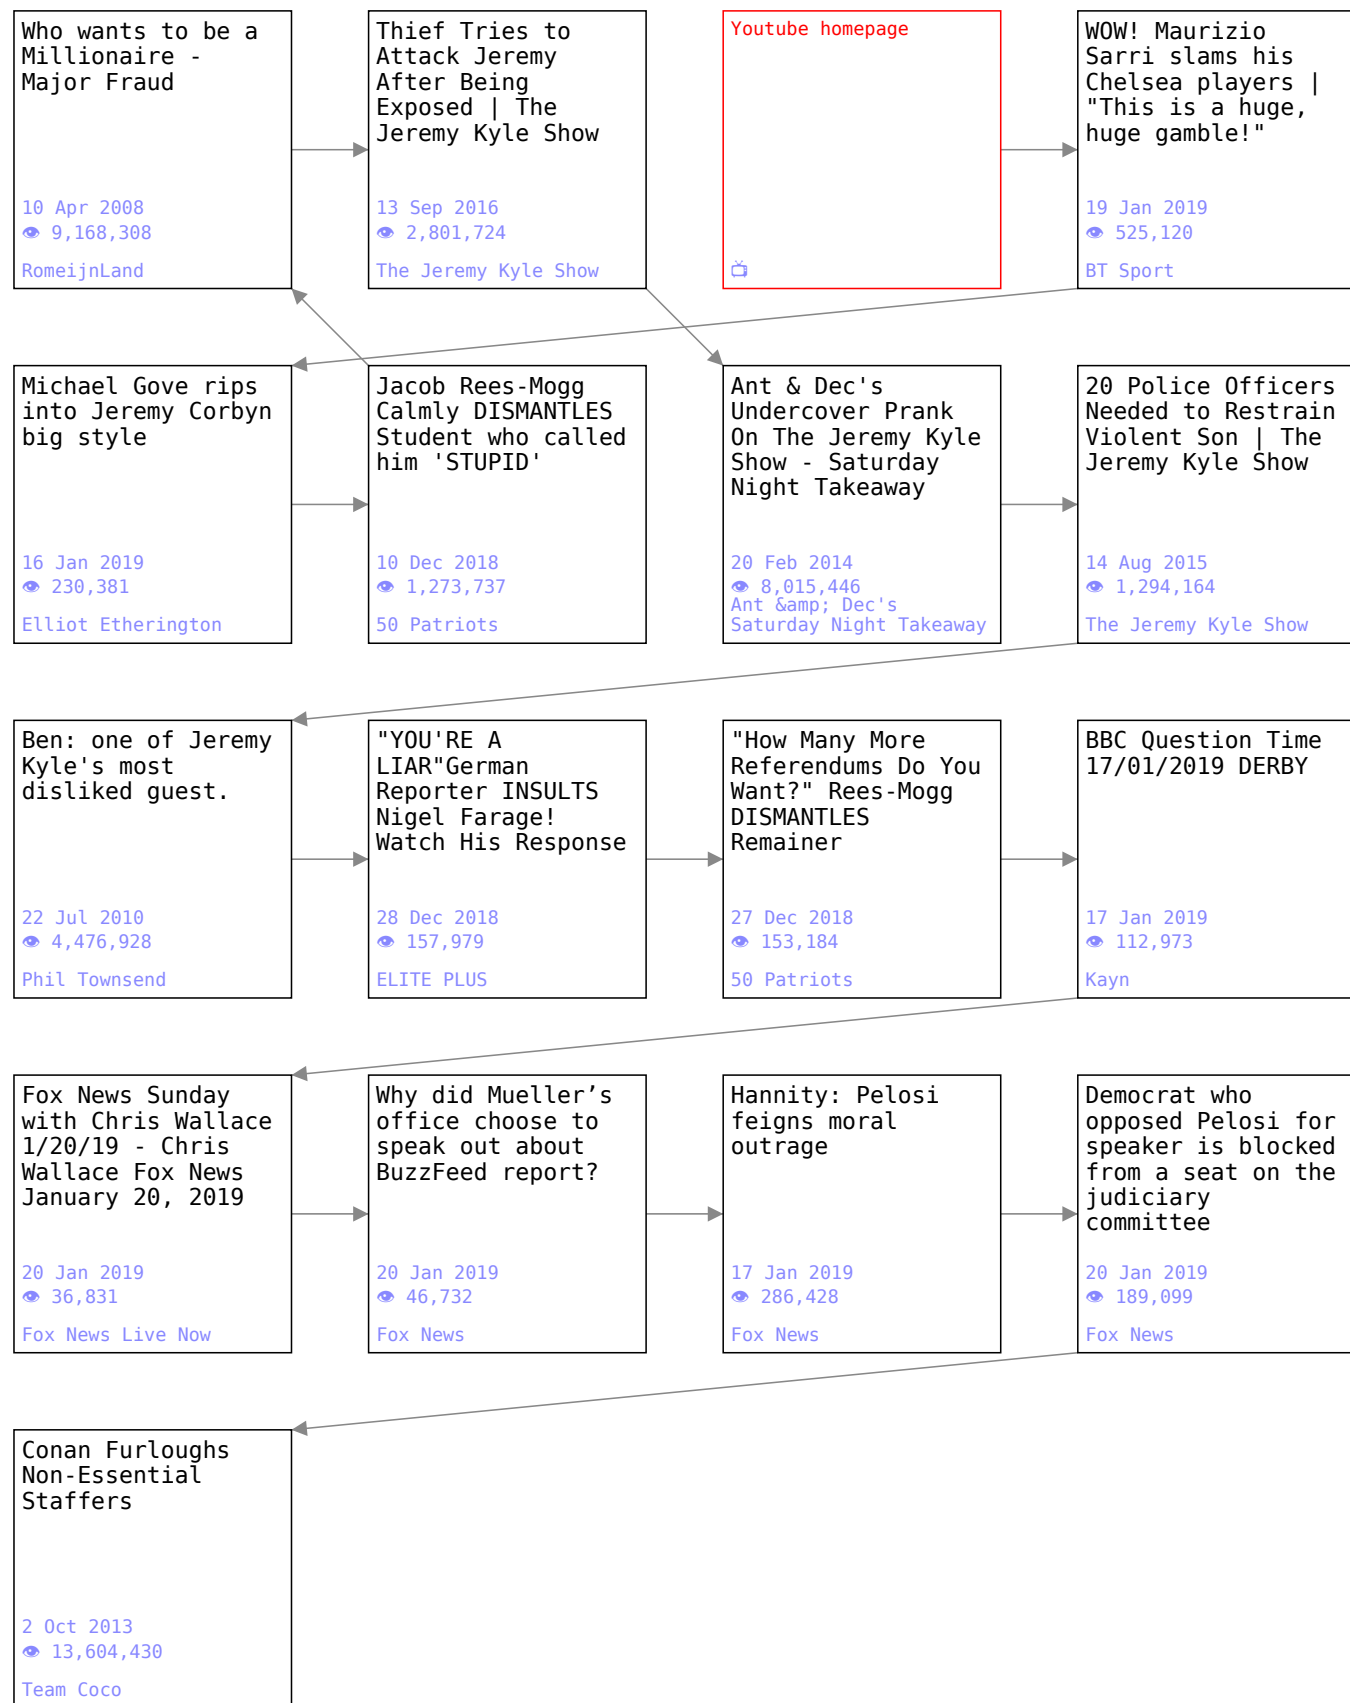 Who wants to be a
Millionaire -
Major Fraud
10 Apr 2008
👁 9,168,308
RomeijnLand
Thief Tries to
Attack Jeremy
After Being
Exposed | The
Jeremy Kyle Show
13 Sep 2016
👁 2,801,724
The Jeremy Kyle Show
Youtube homepage
📺
WOW! Maurizio
Sarri slams his
Chelsea players |
"This is a huge,
huge gamble!"
19 Jan 2019
👁 525,120
BT Sport
Michael Gove rips
into Jeremy Corbyn
big style
16 Jan 2019
👁 230,381
Elliot Etherington
Jacob Rees-Mogg
Calmly DISMANTLES
Student who called
him 'STUPID'
10 Dec 2018
👁 1,273,737
50 Patriots
Ant & Dec's
Undercover Prank
On The Jeremy Kyle
Show - Saturday
Night Takeaway
20 Feb 2014
👁 8,015,446
Ant &amp; Dec's
Saturday Night Takeaway
20 Police Officers
Needed to Restrain
Violent Son | The
Jeremy Kyle Show
14 Aug 2015
👁 1,294,164
The Jeremy Kyle Show
Ben: one of Jeremy
Kyle's most
disliked guest.
22 Jul 2010
👁 4,476,928
Phil Townsend
"YOU'RE A
LIAR"German
Reporter INSULTS
Nigel Farage!
Watch His Response
28 Dec 2018
👁 157,979
ELITE PLUS
"How Many More
Referendums Do You
Want?" Rees-Mogg
DISMANTLES
Remainer
27 Dec 2018
👁 153,184
50 Patriots
BBC Question Time
17/01/2019 DERBY
17 Jan 2019
👁 112,973
Kayn
Fox News Sunday
with Chris Wallace
1/20/19 - Chris
Wallace Fox News
January 20, 2019
20 Jan 2019
👁 36,831
Fox News Live Now
Why did Mueller’s
office choose to
speak out about
BuzzFeed report?
20 Jan 2019
👁 46,732
Fox News
Hannity: Pelosi
feigns moral
outrage
17 Jan 2019
👁 286,428
Fox News
Democrat who
opposed Pelosi for
speaker is blocked
from a seat on the
judiciary
committee
20 Jan 2019
👁 189,099
Fox News
Conan Furloughs
Non-Essential
Staffers
2 Oct 2013
👁 13,604,430
Team Coco